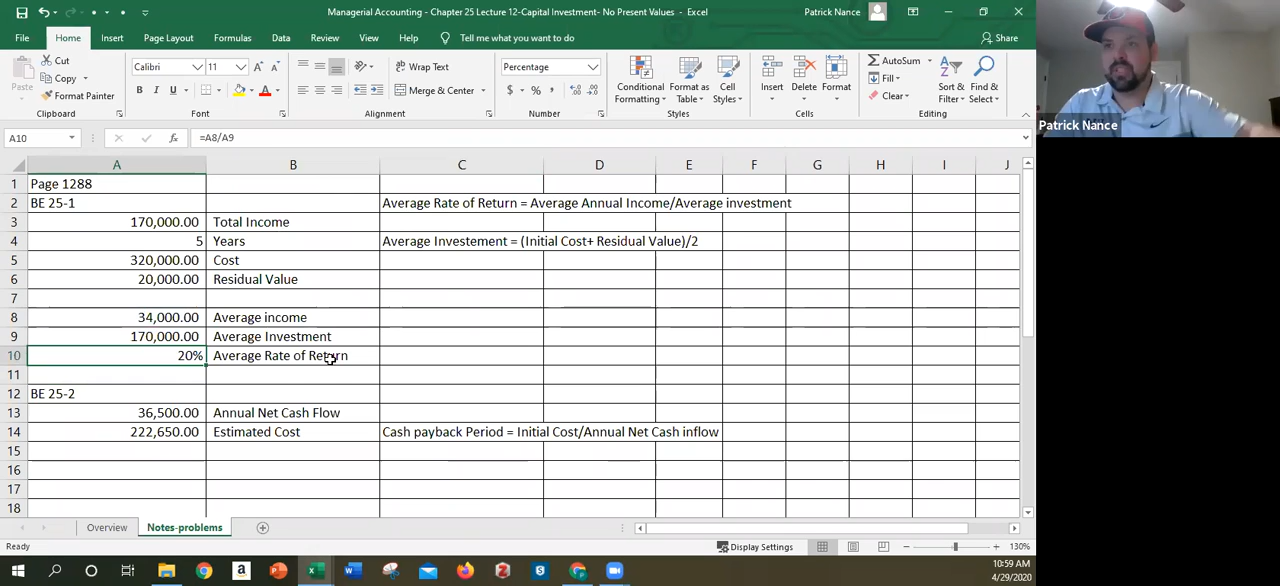 Managerial Accounting - Chapter 25 Lecture 12-Capital Investment- No Present Values - Excel
Patrick Nance
File Home Insert Page Layout Formulas Data Review View Help Tell me what you want to do Share
Paste
Cut
Copy
Format Painter
Clipboard
Calibri 11
B I U
Font
Wrap Text
Merge & Center
Alignment
Percentage
$ % ,
Number
Conditional Formatting
Format as Table
Cell Styles
Styles
Insert Delete Format
Cells
AutoSum
Fill
Clear
Sort & Filter
Find & Select
Editing
Patrick Nance
A10 fx =A8/A9
A B C D E F G H I J
1 Page 1288
2 BE 25-1 Average Rate of Return = Average Annual Income/Average investment
3 170,000.00 Total Income
4 5 Years Average Investement = (Initial Cost+ Residual Value)/2
5 320,000.00 Cost
6 20,000.00 Residual Value
7
8 34,000.00 Average income
9 170,000.00 Average Investment
10 20% Average Rate of Return
11
12 BE 25-2
13 36,500.00 Annual Net Cash Flow
14 222,650.00 Estimated Cost Cash payback Period = Initial Cost/Annual Net Cash inflow
15
16
17
18
Overview Notes-problems
Ready Display Settings 130%
10:59 AM
4/29/2020